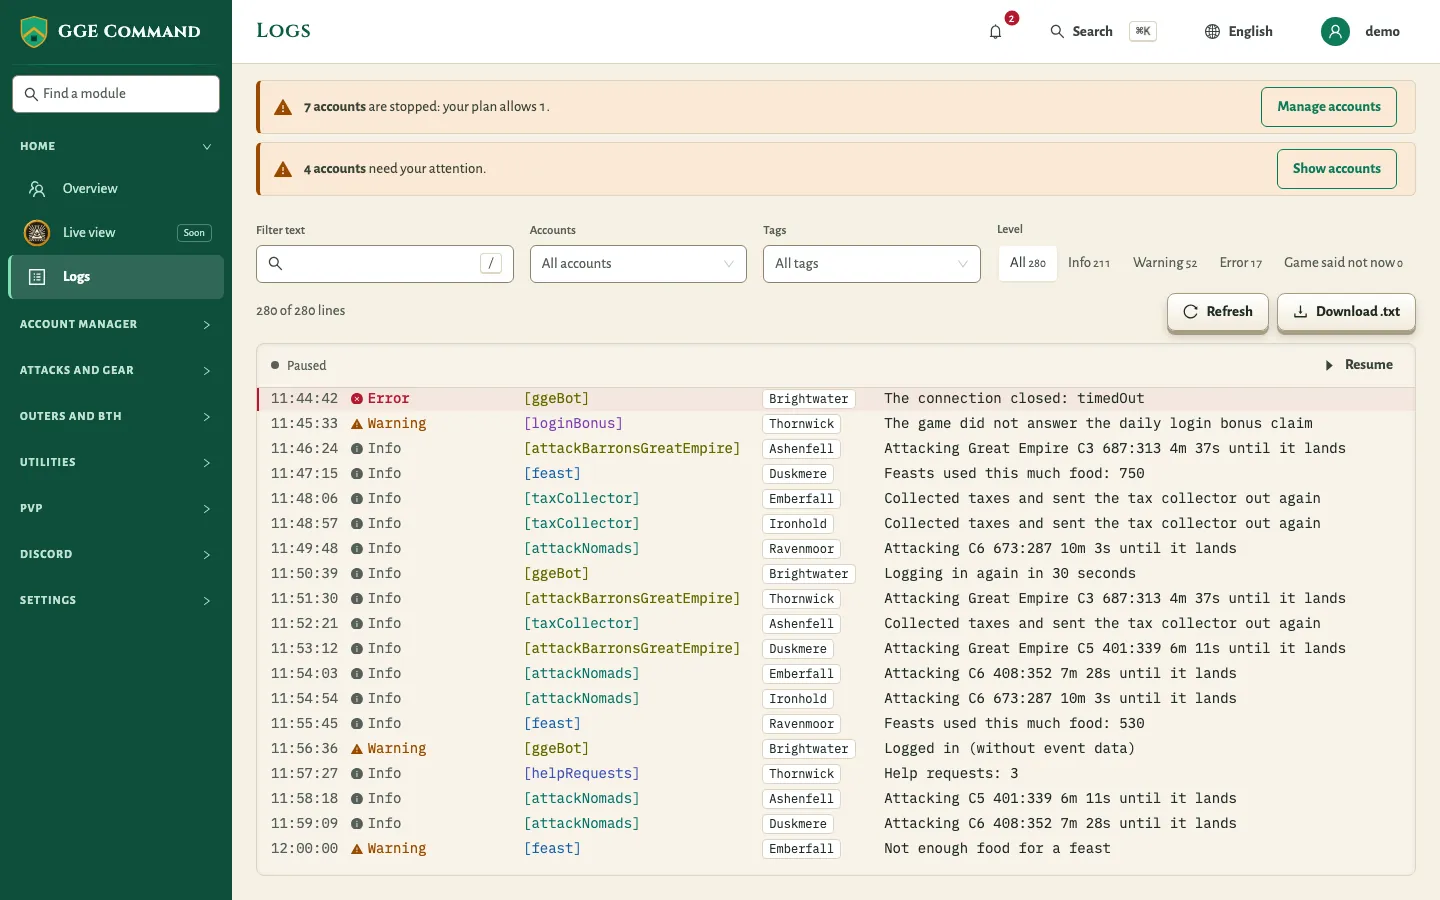 GGE Command
Find a module
HOME
Overview
Live view Soon
Logs
ACCOUNT MANAGER
ATTACKS AND GEAR
OUTERS AND BTH
UTILITIES
PVP
DISCORD
SETTINGS
Logs
2
Search ⌘K
English
demo
7 accounts are stopped: your plan allows 1.
Manage accounts
4 accounts need your attention.
Show accounts
Filter text
/
Accounts
All accounts
Tags
All tags
Level
All 280 Info 211 Warning 52 Error 17 Game said not now 0
280 of 280 lines
Refresh
Download .txt
Paused
Resume
11:44:42 Error [ggeBot] Brightwater The connection closed: timedOut
11:45:33 Warning [loginBonus] Thornwick The game did not answer the daily login bonus claim
11:46:24 Info [attackBarronsGreatEmpire] Ashenfell Attacking Great Empire C3 687:313 4m 37s until it lands
11:47:15 Info [feast] Duskmere Feasts used this much food: 750
11:48:06 Info [taxCollector] Emberfall Collected taxes and sent the tax collector out again
11:48:57 Info [taxCollector] Ironhold Collected taxes and sent the tax collector out again
11:49:48 Info [attackNomads] Ravenmoor Attacking C6 673:287 10m 3s until it lands
11:50:39 Info [ggeBot] Brightwater Logging in again in 30 seconds
11:51:30 Info [attackBarronsGreatEmpire] Thornwick Attacking Great Empire C3 687:313 4m 37s until it lands
11:52:21 Info [taxCollector] Ashenfell Collected taxes and sent the tax collector out again
11:53:12 Info [attackBarronsGreatEmpire] Duskmere Attacking Great Empire C5 401:339 6m 11s until it lands
11:54:03 Info [attackNomads] Emberfall Attacking C6 408:352 7m 28s until it lands
11:54:54 Info [attackNomads] Ironhold Attacking C6 673:287 10m 3s until it lands
11:55:45 Info [feast] Ravenmoor Feasts used this much food: 530
11:56:36 Warning [ggeBot] Brightwater Logged in (without event data)
11:57:27 Info [helpRequests] Thornwick Help requests: 3
11:58:18 Info [attackNomads] Ashenfell Attacking C5 401:339 6m 11s until it lands
11:59:09 Info [attackNomads] Duskmere Attacking C6 408:352 7m 28s until it lands
12:00:00 Warning [feast] Emberfall Not enough food for a feast